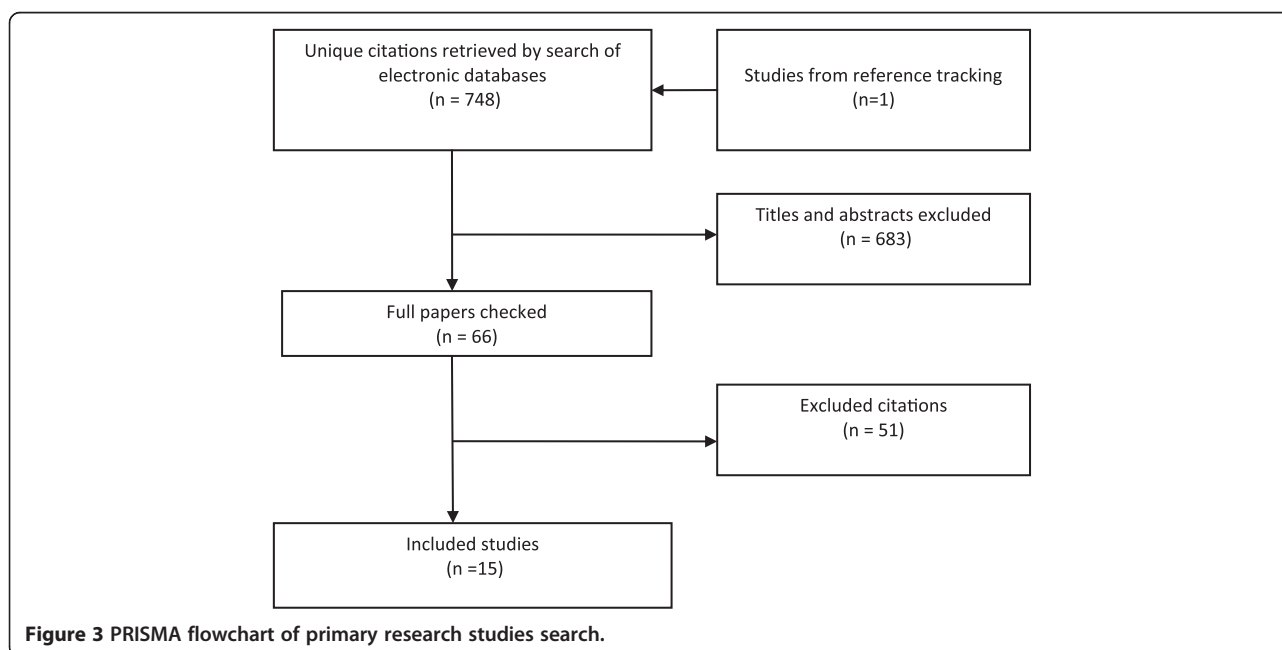 Unique citations retrieved by search of
electronic databases
(n = 748)
Studies from reference tracking
(n=1)
Titles and abstracts excluded
(n = 683)
Full papers checked
(n = 66)
Excluded citations
(n = 51)
Included studies
(n =15)
Figure 3 PRISMA flowchart of primary research studies search.